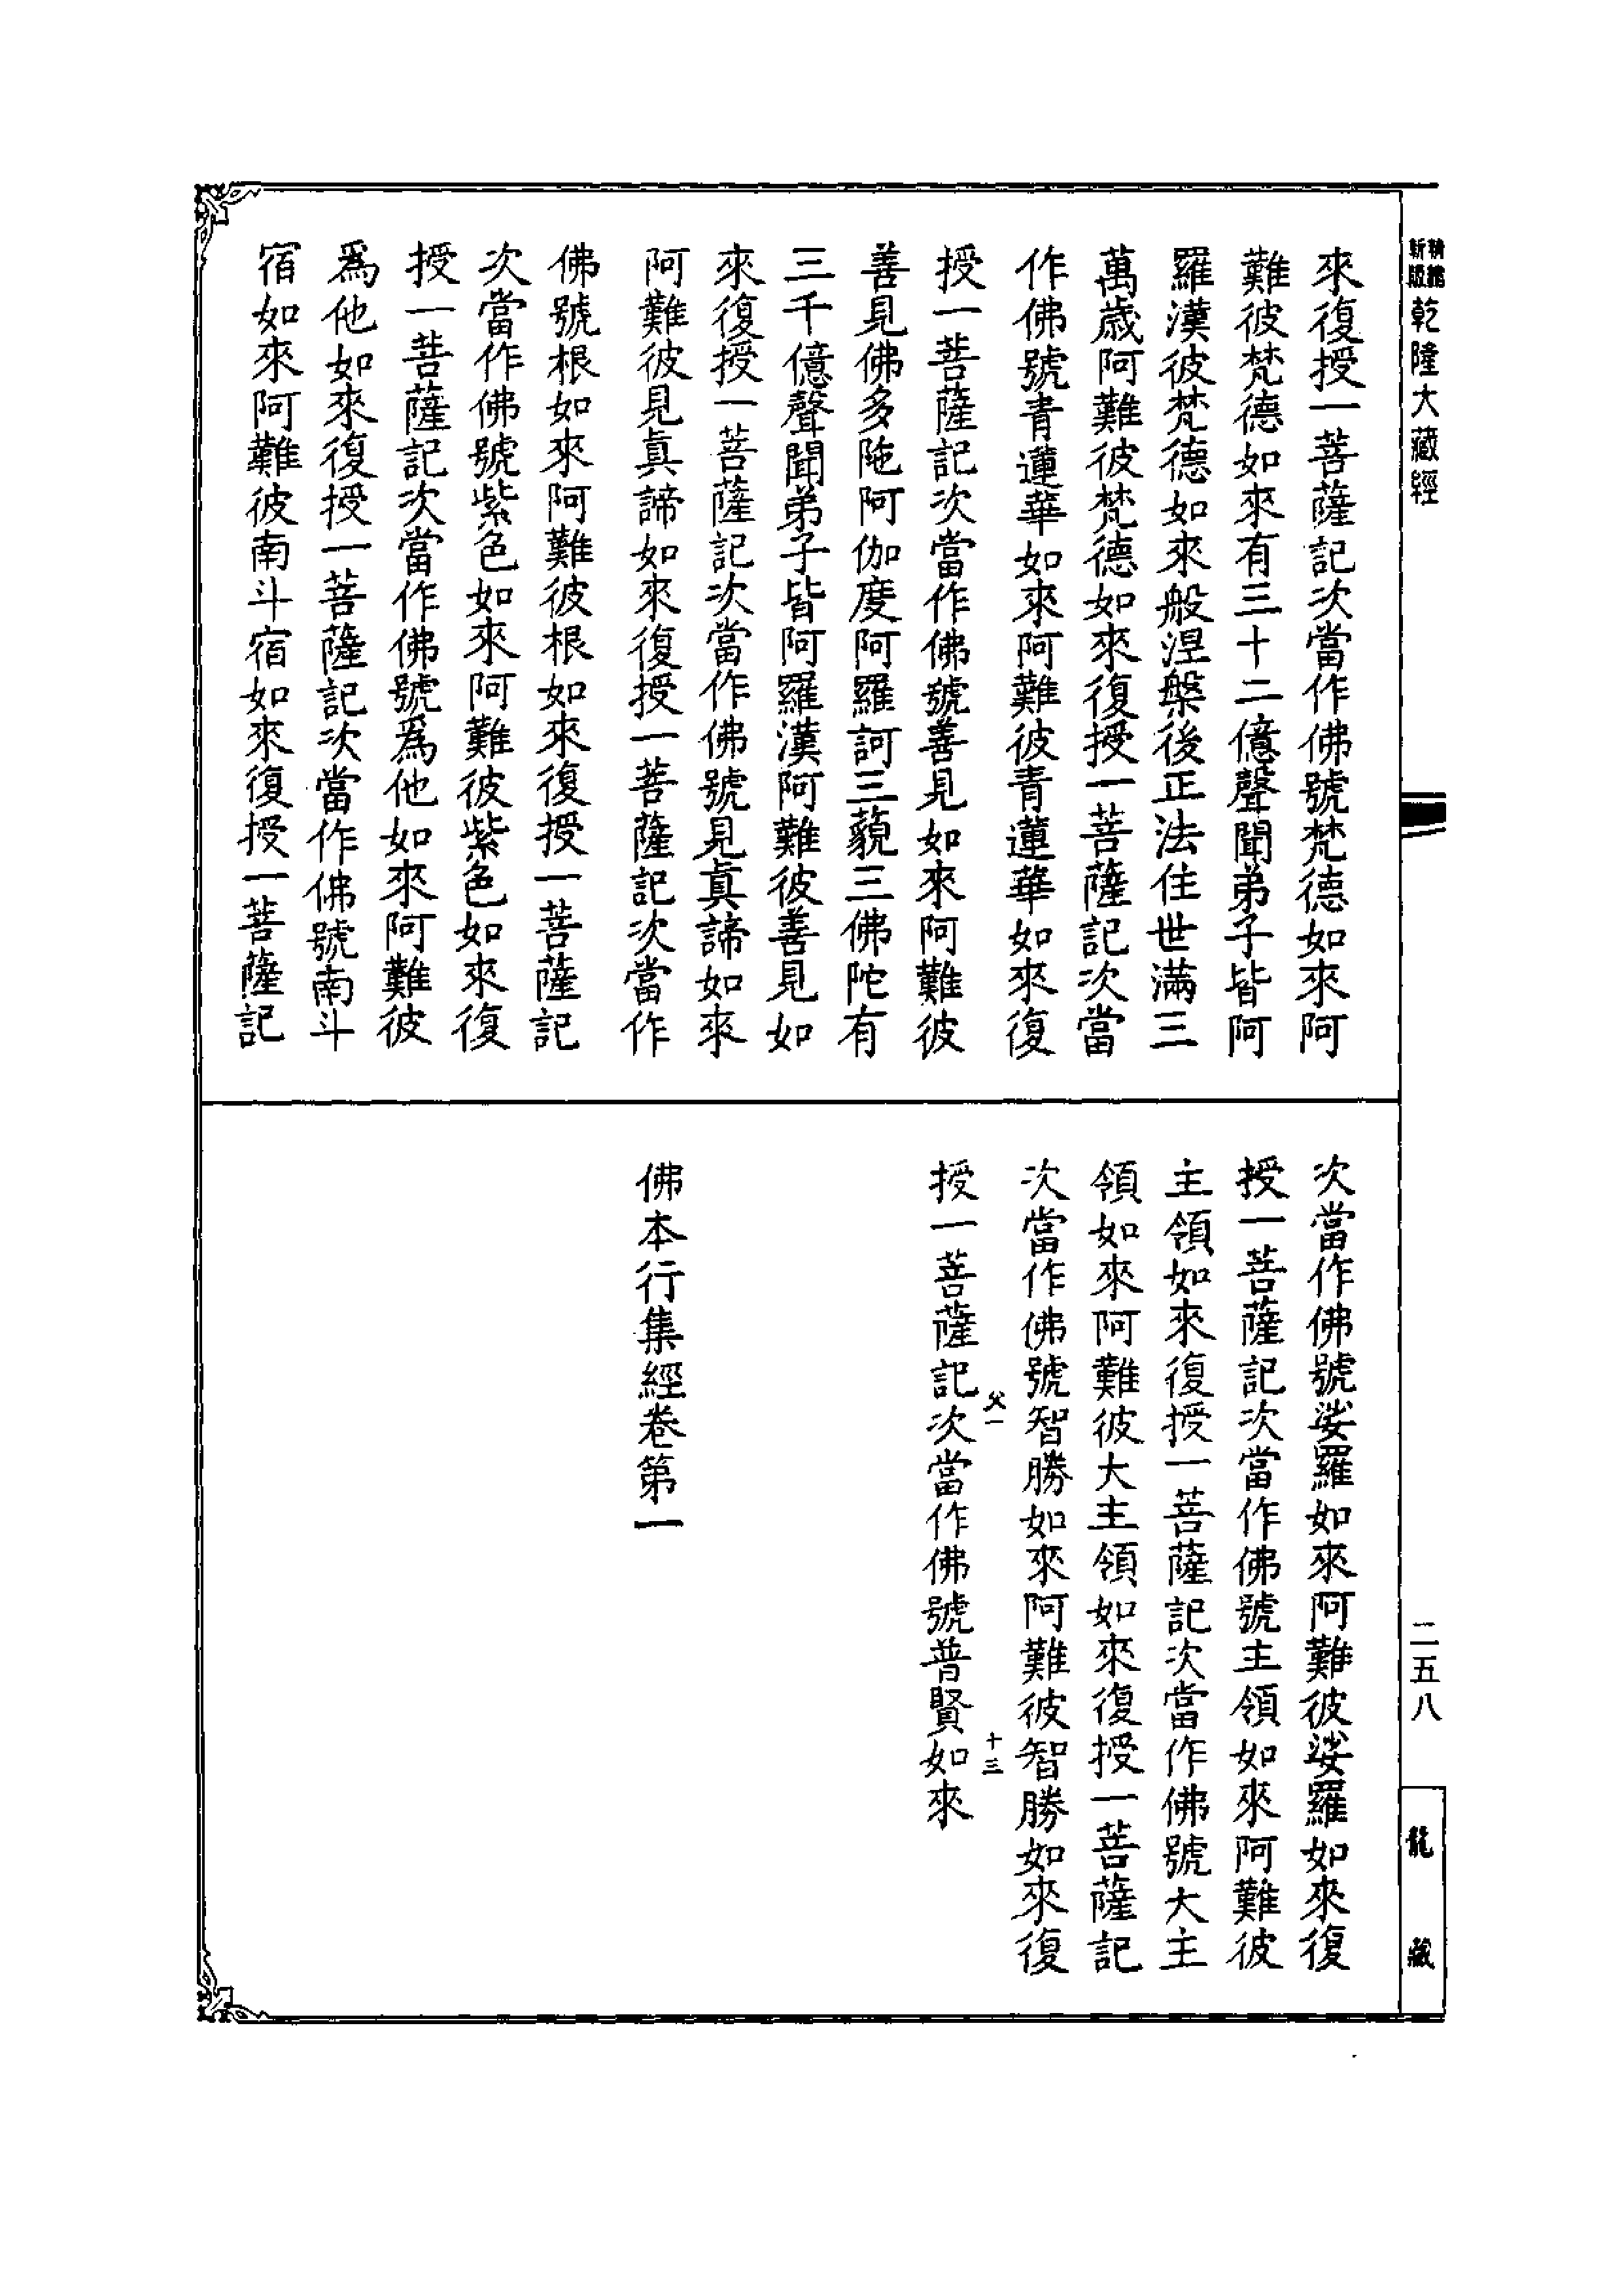 新版
精縮
乾隆大藏經
來復授一菩薩記次當作佛號梵德如來阿
難彼梵德如來有三十二億聲聞弟子皆阿
羅漢彼梵德如來般涅槃後正法住世滿三
萬歲阿難彼梵德如來復授一菩薩記次當
作佛號青蓮華如來阿難彼青蓮華如來復
授一菩薩記次當作佛號善見如來阿難彼
善見佛多陁阿伽度阿羅訶三藐三佛陀有
三千億聲聞弟子皆阿羅漢阿難彼善見如
來復授一菩薩記次當作佛號見真諦如來
阿難彼見真諦如來復授一菩薩記次當作
佛號根如來阿難彼根如來復授一菩薩記
次當作佛號紫色如來阿難彼紫色如來復
授一菩薩記次當作佛號爲他如來阿難彼
爲他如來復授一菩薩記次當作佛號南斗
宿如來阿難彼南斗宿如來復授一菩薩記
次當作佛號娑羅如來阿難彼娑羅如來復
授一菩薩記次當作佛號主領如來阿難彼
主領如來復授一菩薩記次當作佛號大主
領如來阿難彼大主領如來復授一菩薩記
次當作佛號智勝如來阿難彼智勝如來復
父一
十三
授一菩薩記次當作佛號普賢如來
佛本行集經卷第一
二五八
龍藏